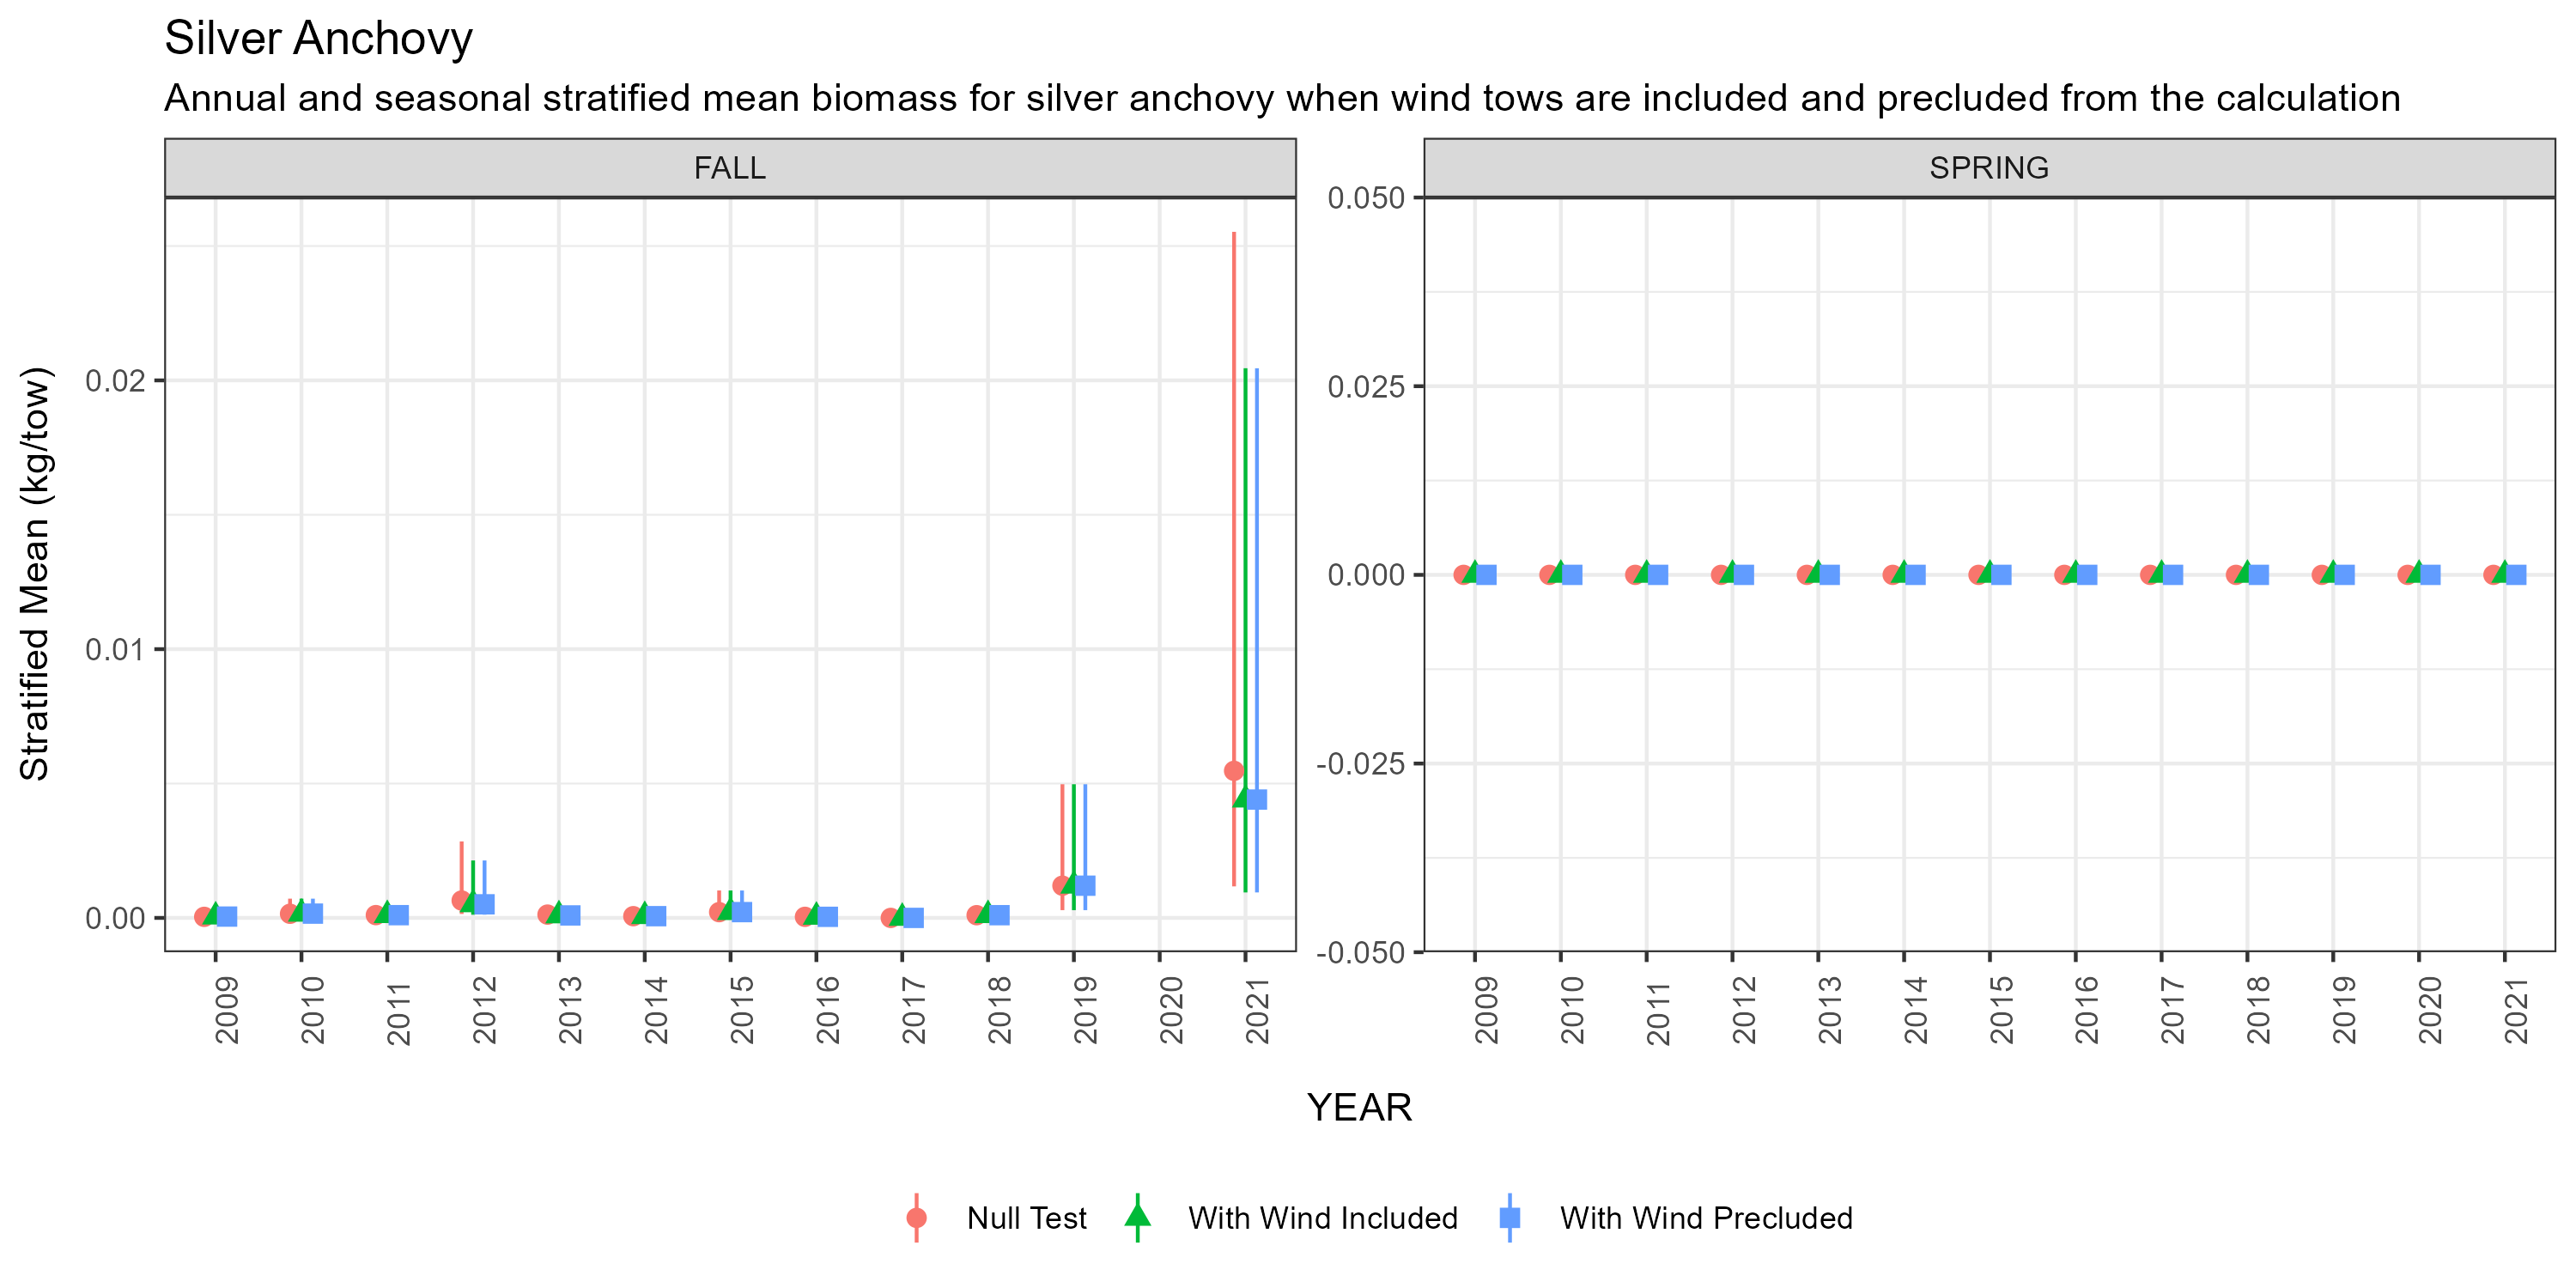 Silver Anchovy
Annual and seasonal stratified mean biomass for silver anchovy when wind tows are included and precluded from the calculation
FALL
SPRING
Stratified Mean (kg/tow)
0.02
0.01
0.00
0.050
0.025
0.000
-0.025
-0.050
2009 2010 2011 2012 2013 2014 2015 2016 2017 2018 2019 2020 2021
2009 2010 2011 2012 2013 2014 2015 2016 2017 2018 2019 2020 2021
YEAR
Null Test With Wind Included With Wind Precluded